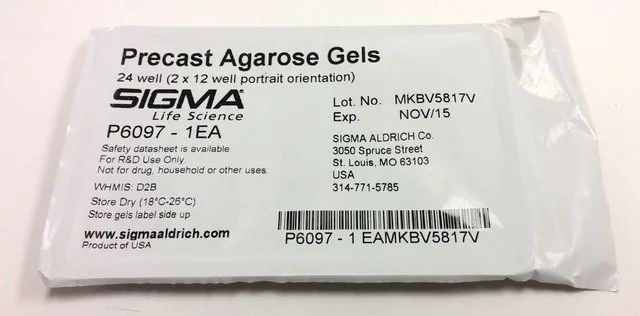 Precast Agarose Gels
24 well (2 x 12 well portrait orientation)
SIGMA
Life Science
P6097 - 1EA
Safety datasheet is available.
For R&D Use Only.
Not for drug, household or other uses.
WHMIS: D2B
Store Dry (18°C-26°C)
Store gels label side up
www.sigmaaldrich.com
Product of USA
Lot. No. MKBV5817V
Exp. NOV/15
SIGMA ALDRICH Co.
3050 Spruce Street
St. Louis, MO 63103
USA
314-771-5785
P6097 - 1 EAMKBV5817V